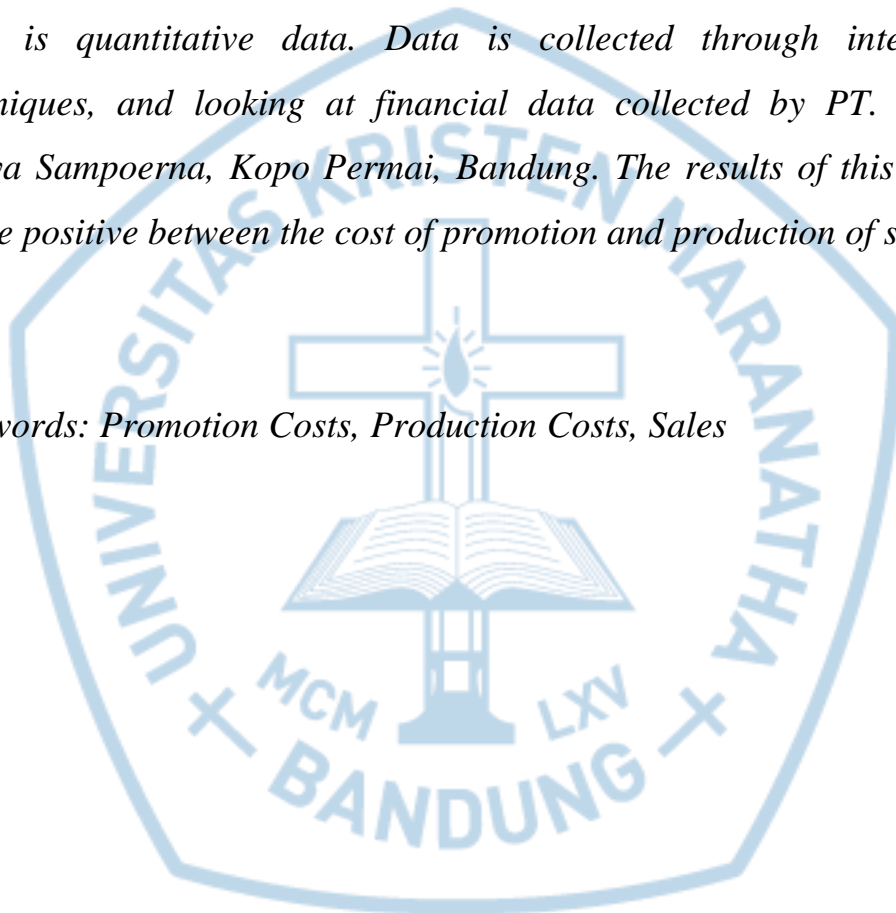 is quantitative data. Data is collected through inte
niques, and looking at financial data collected by PT.
va Sampoerna, Kopo Permai, Bandung. The results of this
e positive between the cost of promotion and production of s
words: Promotion Costs, Production Costs, Sales
UNIVERSITAS KRISTEN MARANATHA
MCM LXV
BANDUNG